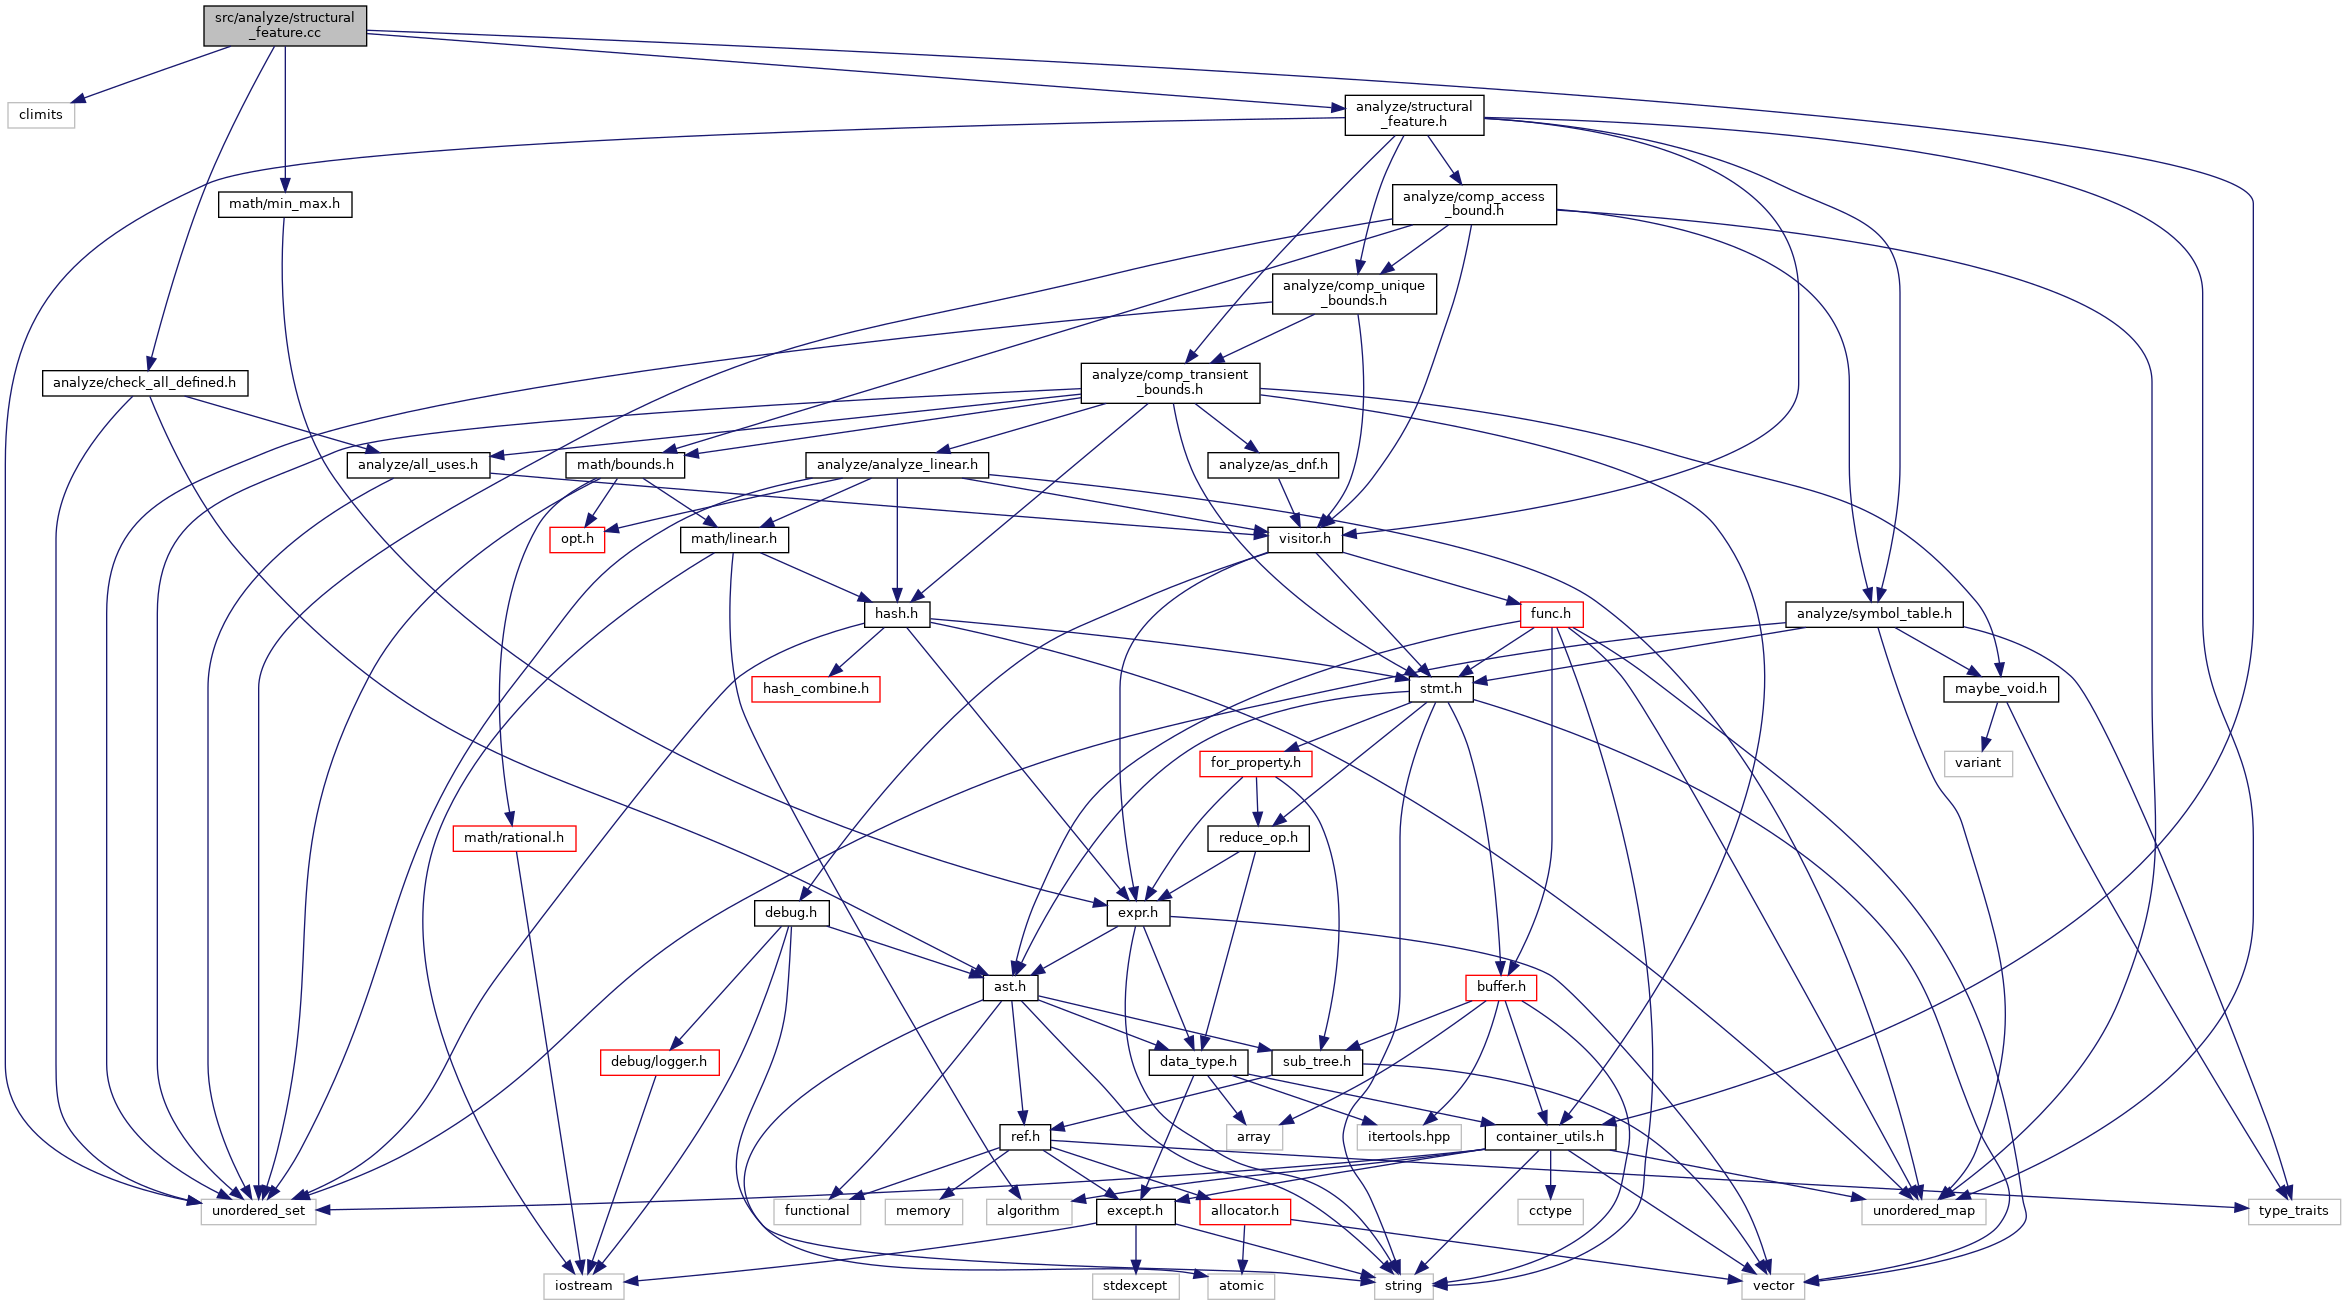 src/analyze/structural
_feature.cc
climits
analyze/structural
_feature.h
math/min_max.h
analyze/comp_access
_bound.h
analyze/comp_unique
_bounds.h
analyze/check_all_defined.h
analyze/comp_transient
_bounds.h
analyze/all_uses.h
math/bounds.h
analyze/analyze_linear.h
analyze/as_dnf.h
opt.h
math/linear.h
visitor.h
hash.h
func.h
analyze/symbol_table.h
hash_combine.h
stmt.h
maybe_void.h
for_property.h
variant
math/rational.h
reduce_op.h
debug.h
expr.h
ast.h
buffer.h
debug/logger.h
data_type.h
sub_tree.h
ref.h
array
itertools.hpp
container_utils.h
unordered_set
functional
memory
algorithm
except.h
allocator.h
cctype
unordered_map
type_traits
iostream
stdexcept
atomic
string
vector